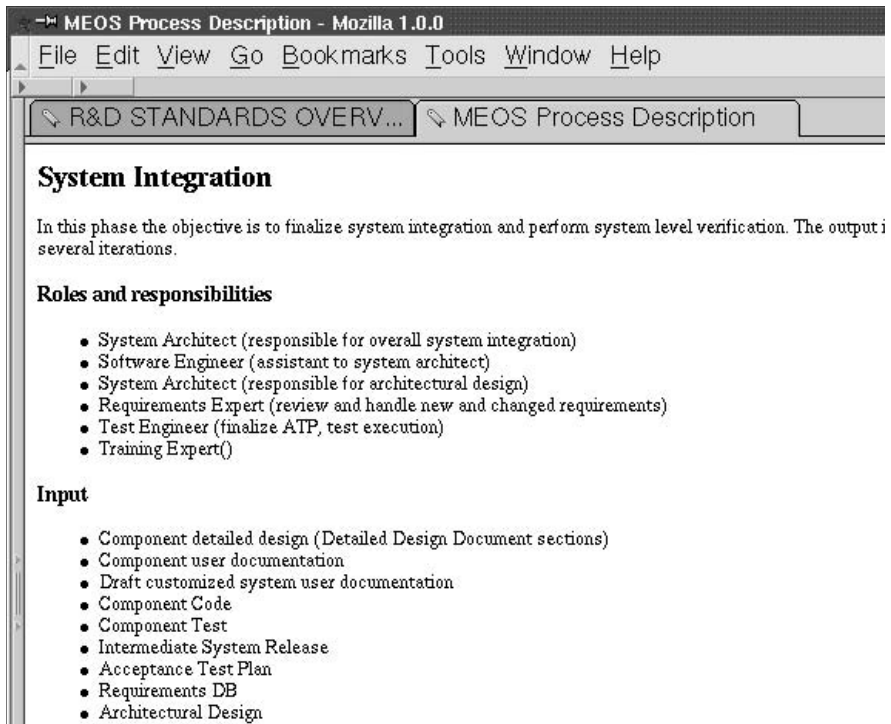 MEOS Process Description - Mozilla 1.0.0
File Edit View Go Bookmarks Tools Window Help
R&D STANDARDS OVERV... MEOS Process Description
System Integration
In this phase the objective is to finalize system integration and perform system level verification. The output
several iterations.
Roles and responsibilities
System Architect (responsible for overall system integration)
Software Engineer (assistant to system architect)
System Architect (responsible for architectural design)
Requirements Expert (review and handle new and changed requirements)
Test Engineer (finalize ATP, test execution)
Training Expert()
Input
Component detailed design (Detailed Design Document sections)
Component user documentation
Draft customized system user documentation
Component Code
Component Test
Intermediate System Release
Acceptance Test Plan
Requirements DB
Architectural Design